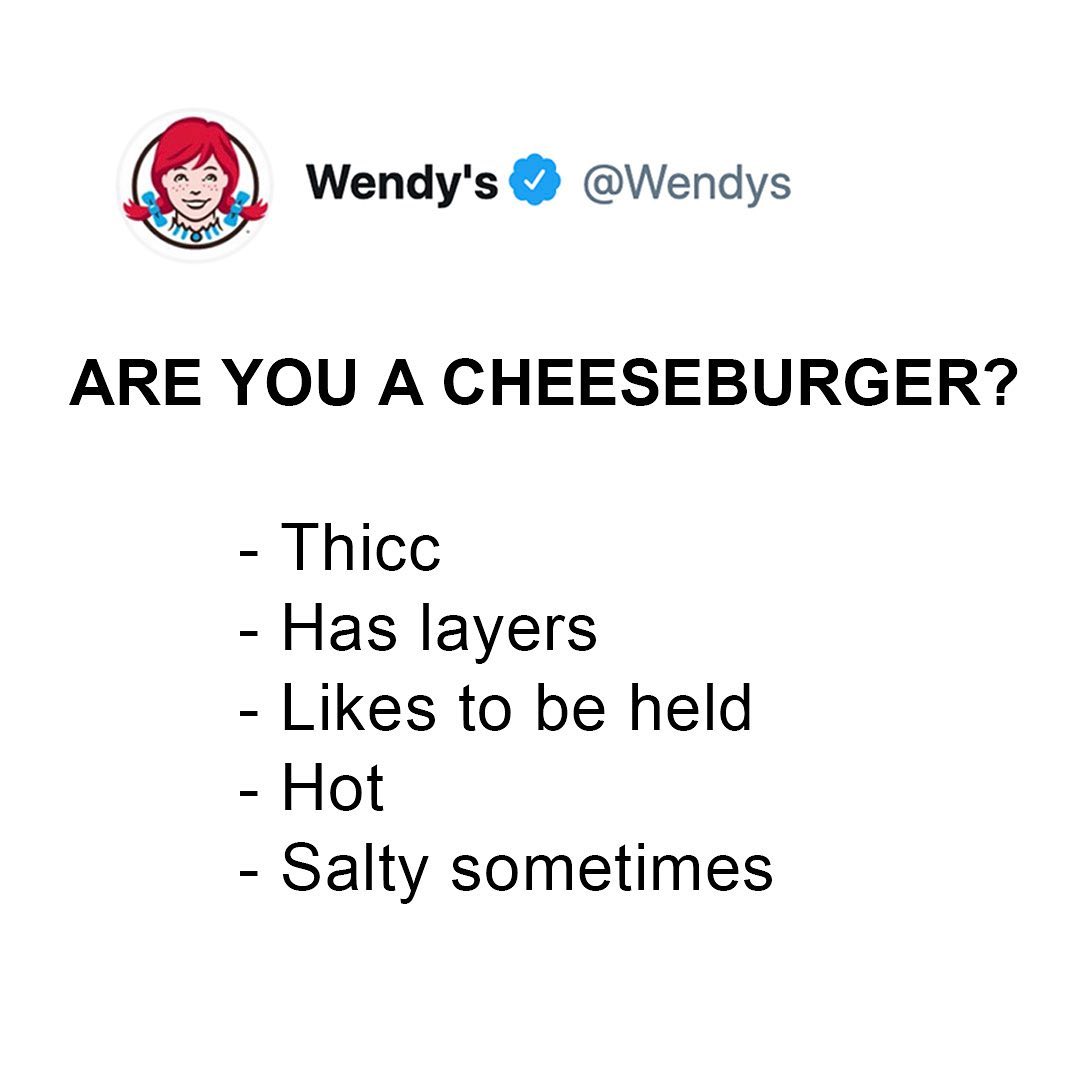 Wendy's @Wendys
ARE YOU A CHEESEBURGER?
- Thicc
- Has layers
- Likes to be held
- Hot
- Salty sometimes